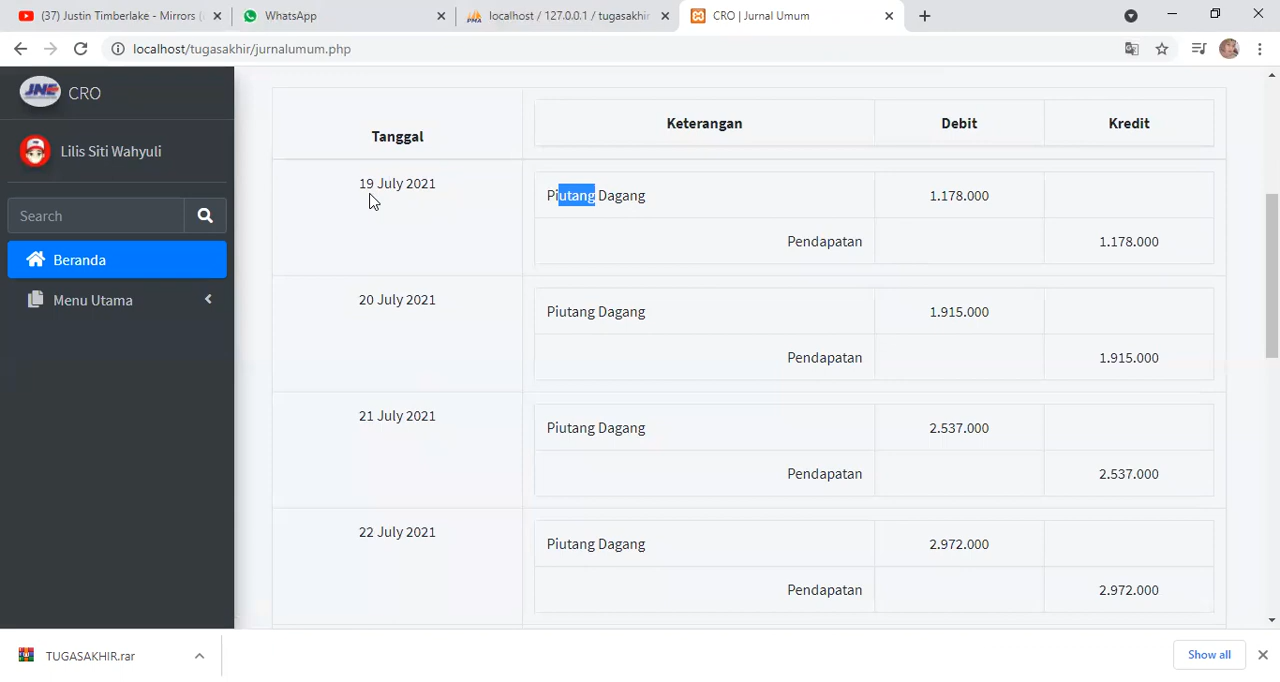 (37) Justin Timberlake - Mirrors (
WhatsApp
localhost / 127.0.0.1 / tugasakhir
CRO | Jurnal Umum
localhost/tugasakhir/jurnalumum.php
JNE CRO
Lilis Siti Wahyuli
Search
Beranda
Menu Utama
Tanggal Keterangan Debit Kredit
19 July 2021 Piutang Dagang 1.178.000
Pendapatan 1.178.000
20 July 2021 Piutang Dagang 1.915.000
Pendapatan 1.915.000
21 July 2021 Piutang Dagang 2.537.000
Pendapatan 2.537.000
22 July 2021 Piutang Dagang 2.972.000
Pendapatan 2.972.000
TUGASAKHIR.rar
Show all